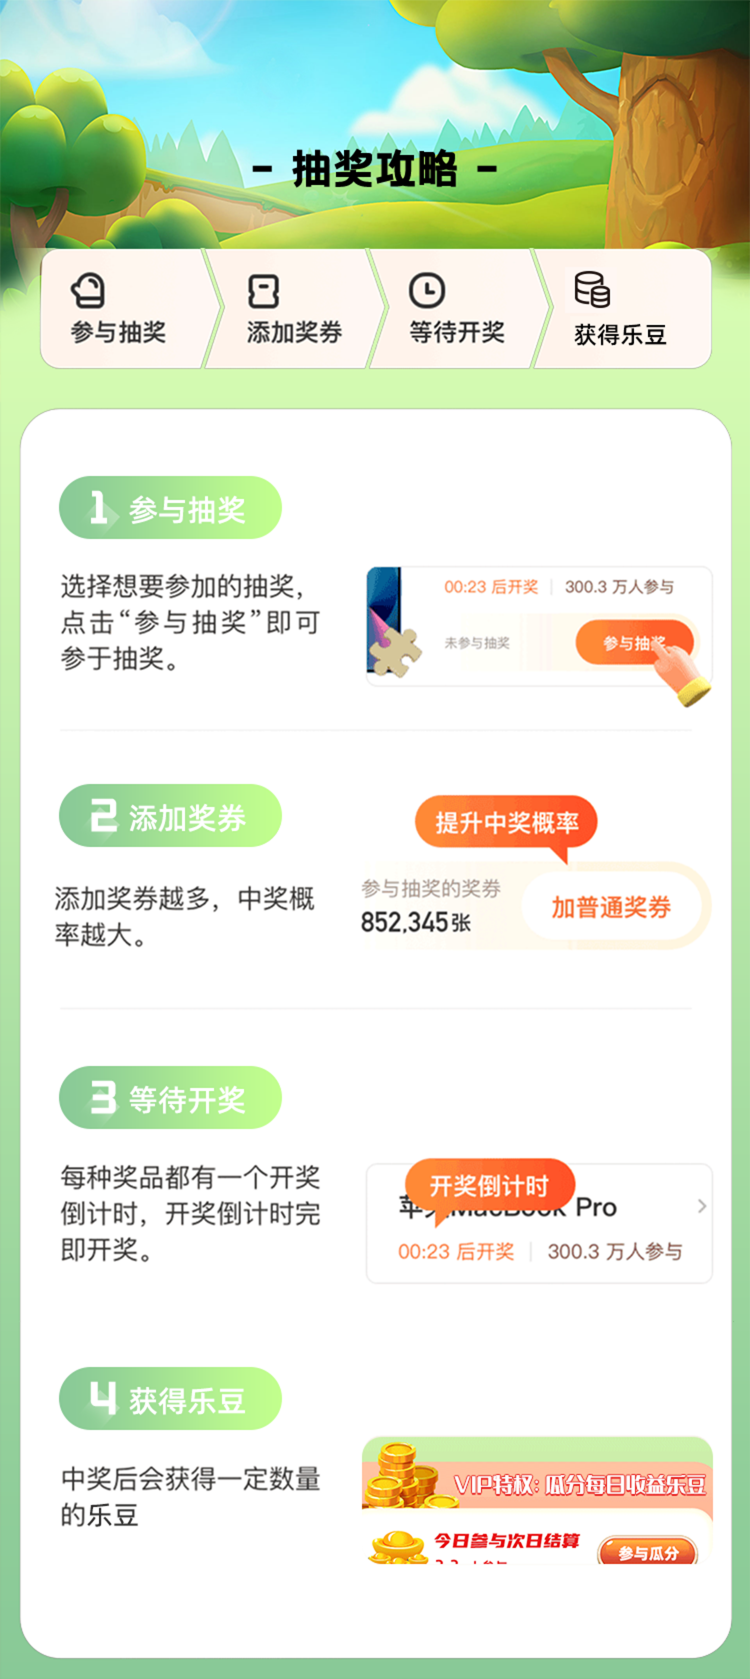 - 抽奖攻略 -
参与抽奖
添加奖券
等待开奖
获得乐豆
1 参与抽奖
选择想要参加的抽奖，
点击“参与抽奖”即可
参于抽奖。
00:23 后开奖 | 300.3 万人参与
未参与抽奖
参与抽奖
2 添加奖券
提升中奖概率
添加奖券越多，中奖概
率越大。
参与抽奖的奖券
852,345张
加普通奖券
3 等待开奖
每种奖品都有一个开奖
倒计时，开奖倒计时完
即开奖。
开奖倒计时
MacBook Pro
00:23 后开奖 | 300.3 万人参与
4 获得乐豆
中奖后会获得一定数量
的乐豆
VIP特权：瓜分每日收益乐豆
今日参与次日结算
参与瓜分